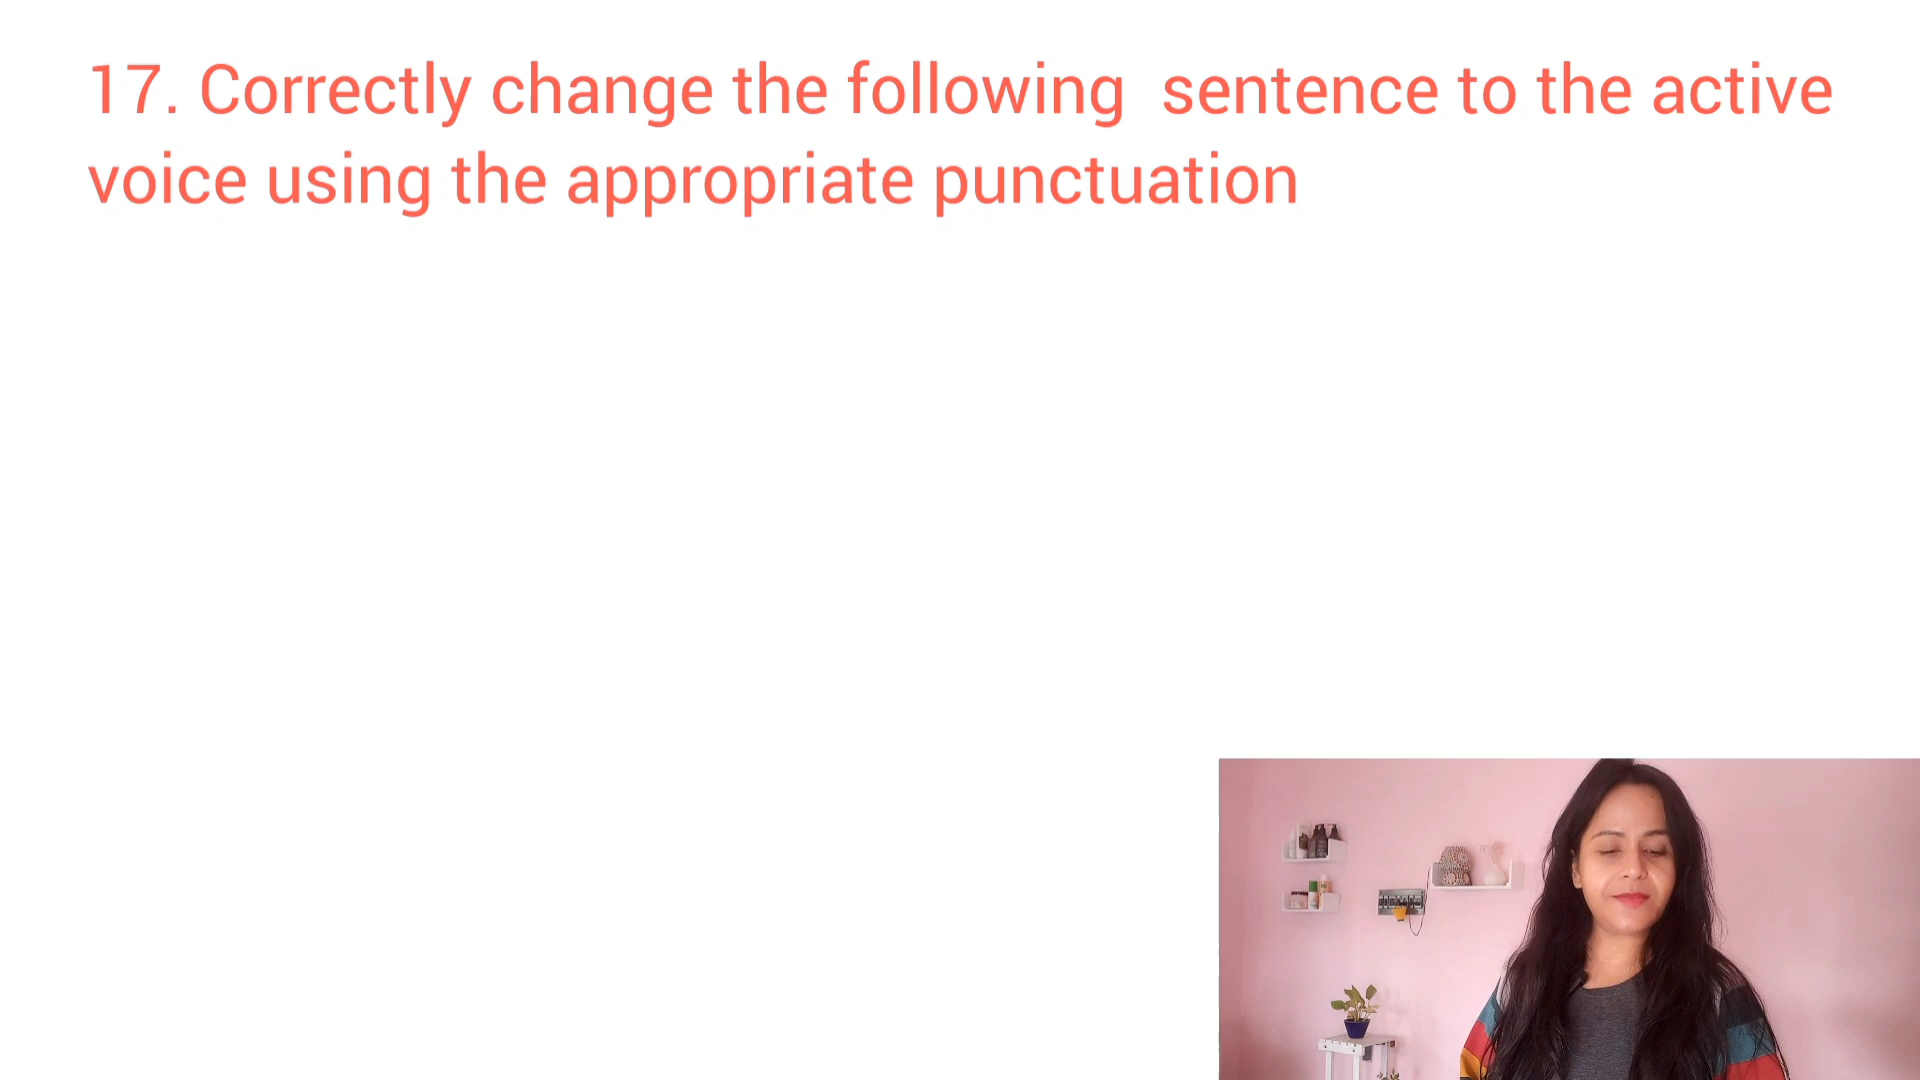 17. Correctly change the following  sentence to the active
voice using the appropriate punctuation